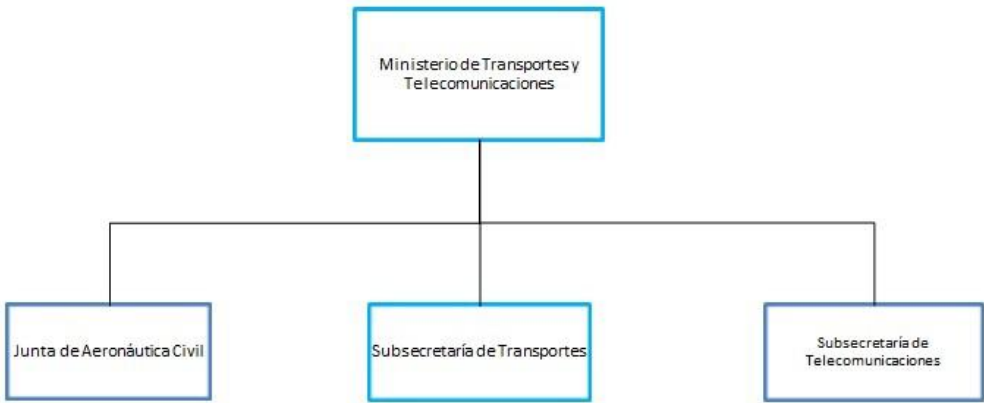 Ministerio de Transportes y
Telecomunicaciones
Junta de Aeronáutica Civil
Subsecretaría de Transportes
Subsecretaría de
Telecomunicaciones